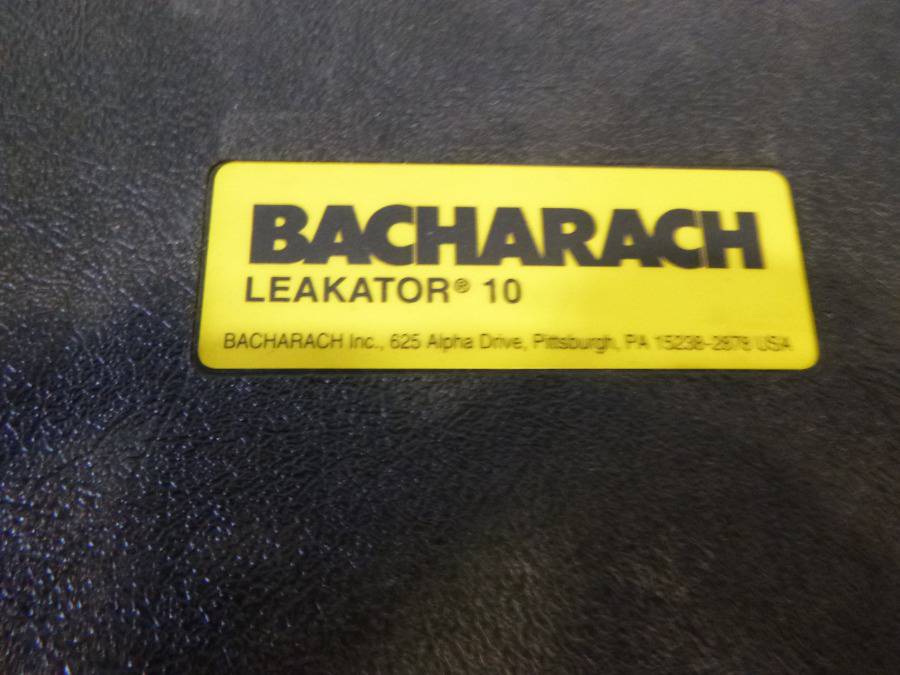 BACHARACH
LEAKATOR® 10
BACHARACH Inc., 625 Alpha Drive, Pittsburgh, PA 15238-2878 USA